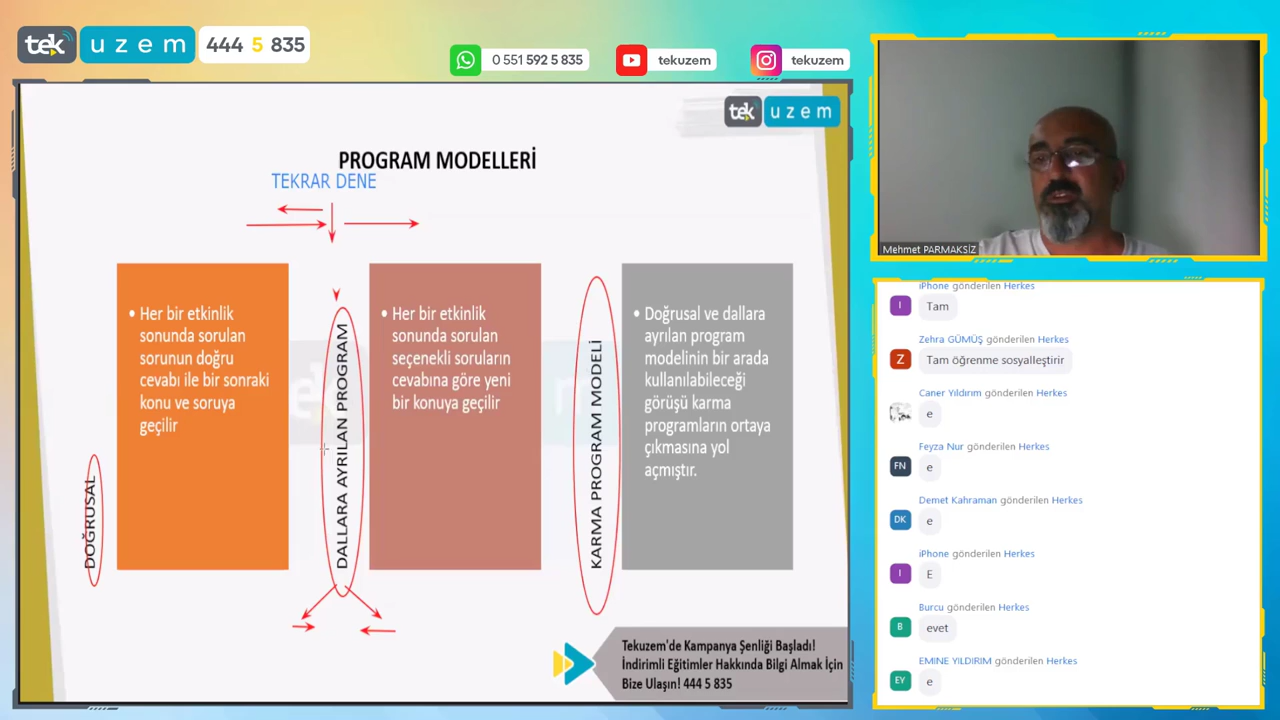 tek uzem 444 5 835
0 551 592 5 835
tekuzem
tekuzem
tek uzem
PROGRAM MODELLERİ
TEKRAR DENE
DOĞRUSAL
• Her bir etkinlik
sonunda sorulan
sorunun doğru
cevabı ile bir sonraki
konu ve soruya
geçilir
DALLARA AYRILAN PROGRAM
• Her bir etkinlik
sonunda sorulan
seçenekli soruların
cevabına göre yeni
bir konuya geçilir
KARMA PROGRAM MODELİ
• Doğrusal ve dallara
ayrılan program
modelinin bir arada
kullanılabileceği
görüşü karma
programların ortaya
çıkmasına yol
açmıştır.
Tekuzem'de Kampanya Şenliği Başladı!
İndirimli Eğitimler Hakkında Bilgi Almak İçin
Bize Ulaşın! 444 5 835
Mehmet PARMAKSİZ
iPhone gönderilen Herkes
I Tam
Zehra GÜMÜŞ gönderilen Herkes
Z Tam öğrenme sosyalleştirir
Caner Yıldırım gönderilen Herkes
e
Feyza Nur gönderilen Herkes
FN e
Demet Kahraman gönderilen Herkes
DK e
iPhone gönderilen Herkes
I E
Burcu gönderilen Herkes
B evet
EMINE YILDIRIM gönderilen Herkes
EY e